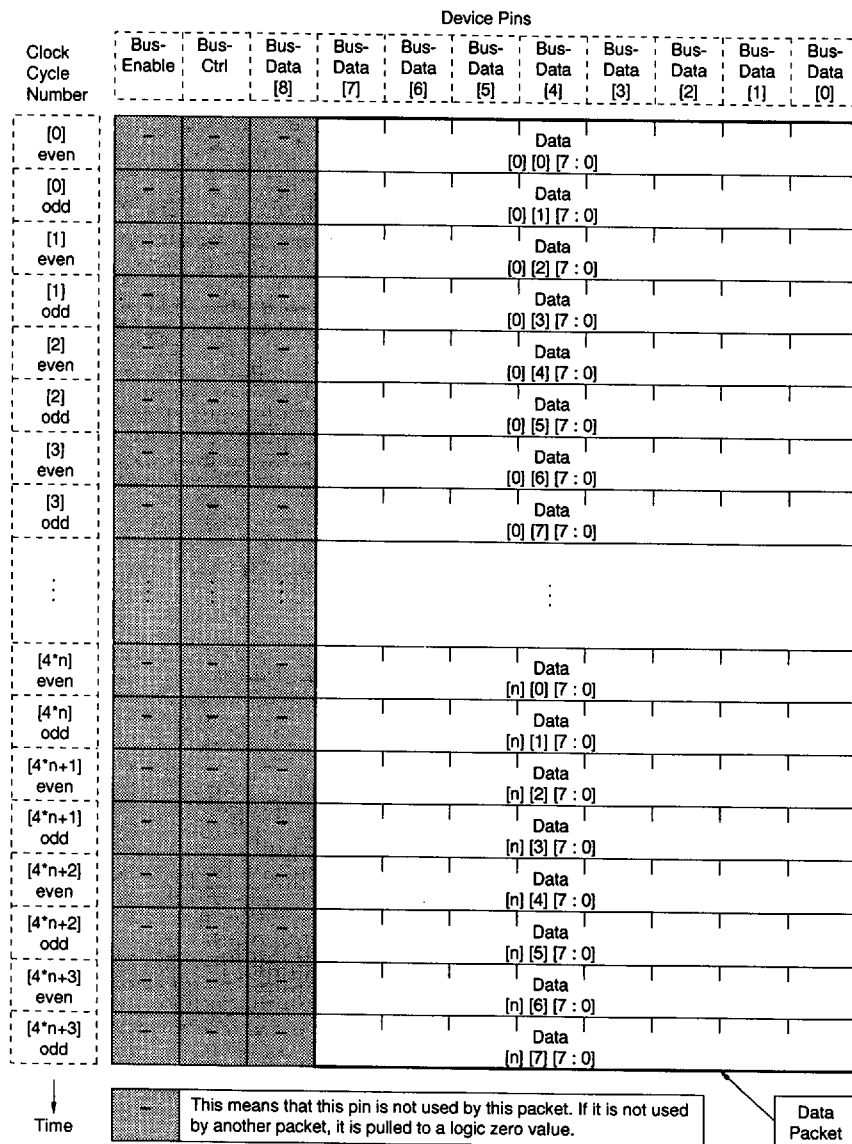 Device Pins
Clock Cycle Number
Bus-Enable Bus-Ctrl Bus-Data [8] Bus-Data [7] Bus-Data [6] Bus-Data [5] Bus-Data [4] Bus-Data [3] Bus-Data [2] Bus-Data [1] Bus-Data [0]
[0] even - - - Data [0] [0] [7 : 0]
[0] odd - - - Data [0] [1] [7 : 0]
[1] even - - - Data [0] [2] [7 : 0]
[1] odd - - - Data [0] [3] [7 : 0]
[2] even - - - Data [0] [4] [7 : 0]
[2] odd - - - Data [0] [5] [7 : 0]
[3] even - - - Data [0] [6] [7 : 0]
[3] odd - - - Data [0] [7] [7 : 0]
[4*n] even - - - Data [n] [0] [7 : 0]
[4*n] odd - - - Data [n] [1] [7 : 0]
[4*n+1] even - - - Data [n] [2] [7 : 0]
[4*n+1] odd - - - Data [n] [3] [7 : 0]
[4*n+2] even - - - Data [n] [4] [7 : 0]
[4*n+2] odd - - - Data [n] [5] [7 : 0]
[4*n+3] even - - - Data [n] [6] [7 : 0]
[4*n+3] odd - - - Data [n] [7] [7 : 0]
Time
- This means that this pin is not used by this packet. If it is not used
by another packet, it is pulled to a logic zero value.
Data
Packet